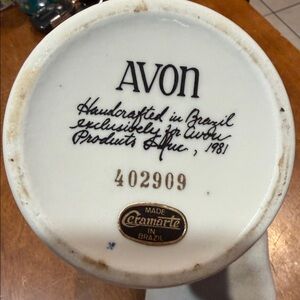 AVON
Handcrafted in Brazil
exclusively for Avon
Products Inc., 1981
402909
MADE
Ceramarte
IN
BRAZIL